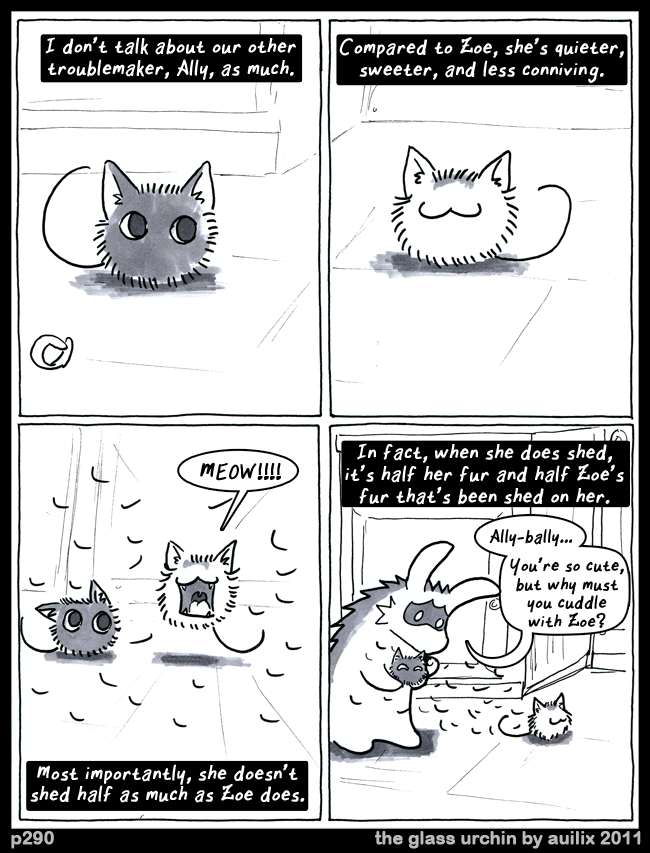 I don't talk about our other
troublemaker, Ally, as much.
Compared to Zoe, she's quieter,
sweeter, and less conniving.
MEOW!!!!
Most importantly, she doesn't
shed half as much as Zoe does.
In fact, when she does shed,
it's half her fur and half Zoe's
fur that's been shed on her.
Ally-bally...
You're so cute,
but why must
you cuddle
with Zoe?
p290
the glass urchin by auilix 2011